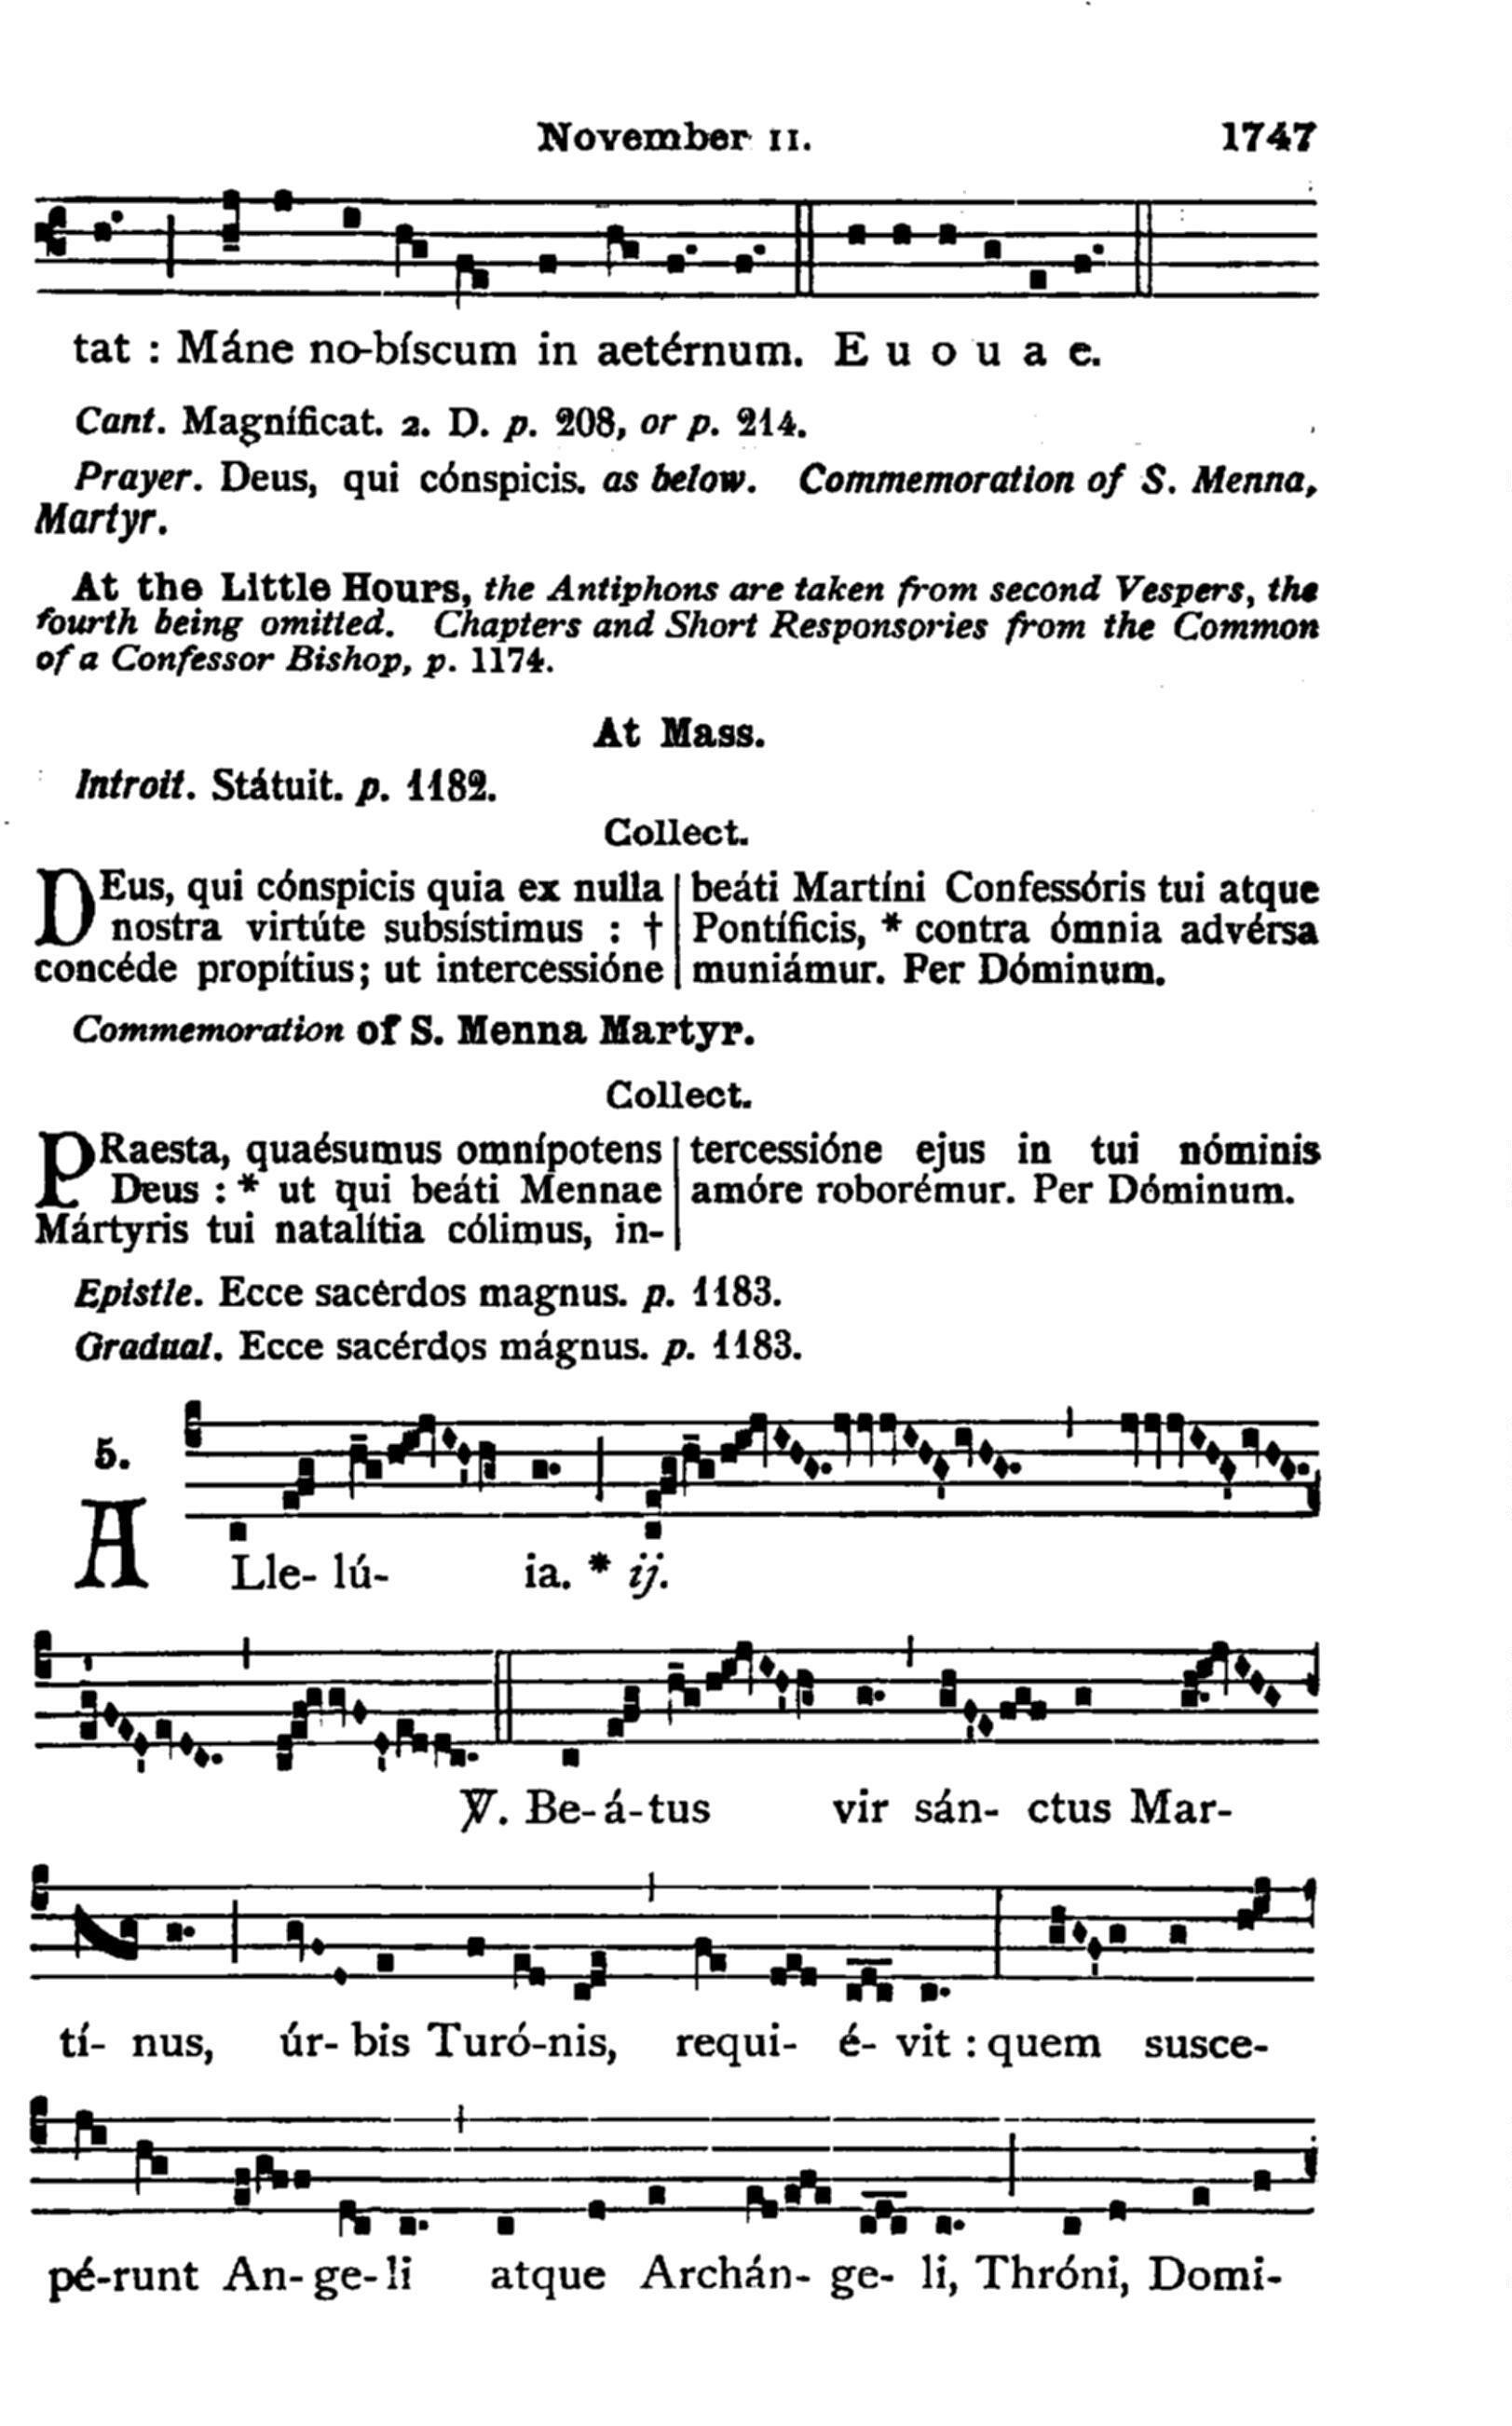 November 11. 1747
tat : Máne no-bíscum in aetérnum. E u o u a e.
Cant. Magníficat. 2. D. p. 208, or p. 214.
Prayer. Deus, qui cónspicis. as below. Commemoration of S. Menna,
Martyr.
At the Little Hours, the Antiphons are taken from second Vespers, the
fourth being omitted. Chapters and Short Responsories from the Common
of a Confessor Bishop, p. 1174.
At Mass.
Introit. Státuit. p. 1182.
Collect.
DEus, qui cónspicis quia ex nulla
nostra virtúte subsístimus : †
concéde propítius; ut intercessióne
beáti Martíni Confessóris tui atque
Pontíficis, * contra ómnia advérsa
muniámur. Per Dóminum.
Commemoration of S. Menna Martyr.
Collect.
PRaesta, quaésumus omnípotens
Deus : * ut qui beáti Mennae
Mártyris tui natalítia cólimus, in-
tercessióne ejus in tui nóminis
amóre roborémur. Per Dóminum.
Epistle. Ecce sacérdos magnus. p. 1183.
Gradual. Ecce sacérdos mágnus. p. 1183.
5.
ALle- lú- ia. * ij.
℣. Be-á-tus vir sán- ctus Mar-
tí- nus, úr- bis Turó-nis, requi- é- vit : quem susce-
pé-runt An- ge- li atque Archán- ge- li, Thróni, Domi-